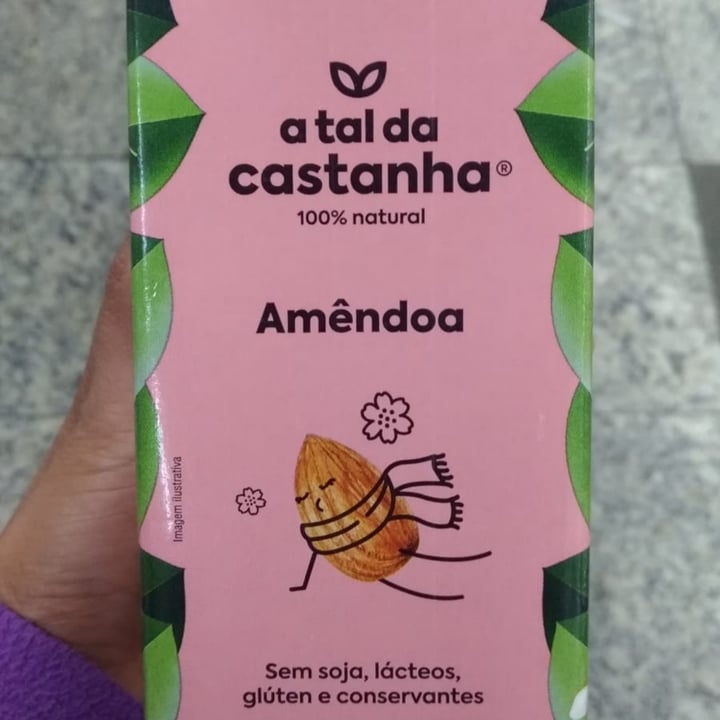 a tal da
castanha®
100% natural
Amêndoa
Imagem ilustrativa
Sem soja, lácteos,
glúten e conservantes